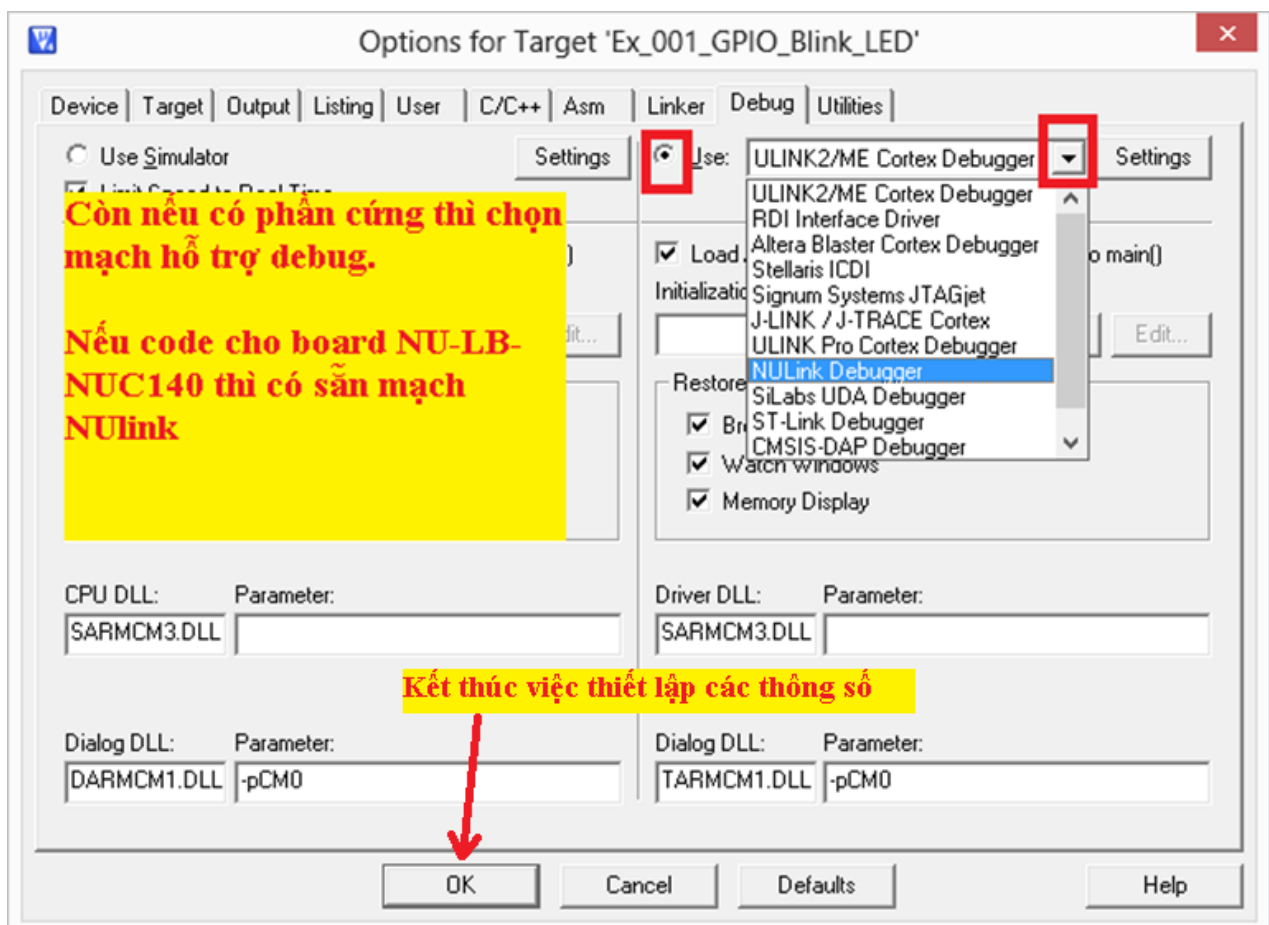 Options for Target 'Ex_001_GPIO_Blink_LED'
Device Target Output Listing User C/C++ Asm Linker Debug Utilities
Use Simulator Settings
Limit Speed to Real-Time
Còn nếu có phần cứng thì chọn
mạch hỗ trợ debug.
Nếu code cho board NU-LB-
NUC140 thì có sẵn mạch
NUlink
Use: ULINK2/ME Cortex Debugger Settings
ULINK2/ME Cortex Debugger
RDI Interface Driver
Altera Blaster Cortex Debugger
Stellaris ICDI
Signum Systems JTAGjet
J-LINK / J-TRACE Cortex
ULINK Pro Cortex Debugger
NULink Debugger
SiLabs UDA Debugger
ST-Link Debugger
CMSIS-DAP Debugger
Load main()
Edit...
Restore
Watch Windows
Memory Display
CPU DLL: Parameter:
SARMCM3.DLL
Driver DLL: Parameter:
SARMCM3.DLL
Kết thúc việc thiết lập các thông số
Dialog DLL: Parameter:
DARMCM1.DLL -pCM0
Dialog DLL: Parameter:
TARMCM1.DLL -pCM0
OK Cancel Defaults Help